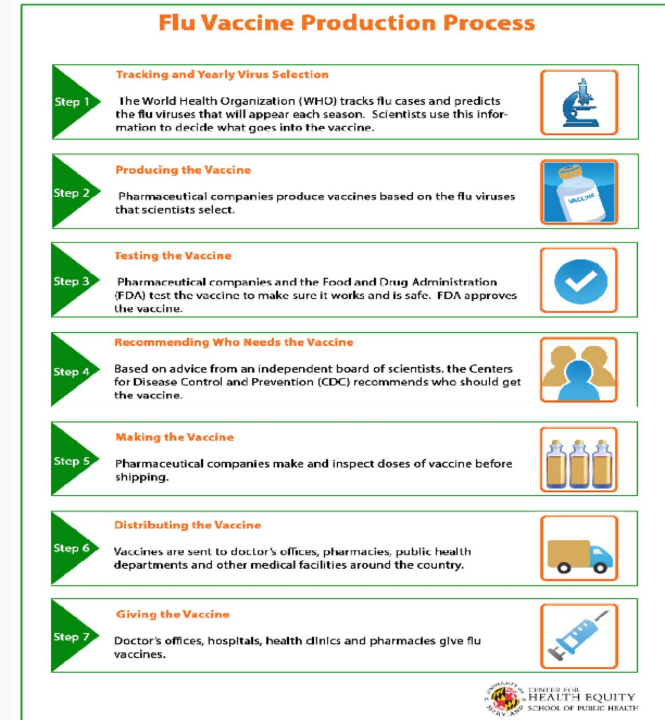 Flu Vaccine Production Process
Tracking and Yearly Virus Selection
Step 1
The World Health Organization (WHO) tracks flu cases and predicts
the flu viruses that will appear each season. Scientists use this infor-
mation to decide what goes into the vaccine.
Producing the Vaccine
Step 2
Pharmaceutical companies produce vaccines based on the flu viruses
that scientists select.
VACCINE
Testing the Vaccine
Step 3
Pharmaceutical companies and the Food and Drug Administration
(FDA) test the vaccine to make sure it works and is safe. FDA approves
the vaccine.
Recommending Who Needs the Vaccine
Step 4
Based on advice from an independent board of scientists, the Centers
for Disease Control and Prevention (CDC) recommends who should get
the vaccine.
Making the Vaccine
Step 5
Pharmaceutical companies make and inspect doses of vaccine before
shipping.
Distributing the Vaccine
Step 6
Vaccines are sent to doctor's offices, pharmacies, public health
departments and other medical facilities around the country.
Giving the Vaccine
Step 7
Doctor's offices, hospitals, health clinics and pharmacies give flu
vaccines.
UNIVERSITY OF
MARYLAND
CENTER FOR
HEALTH EQUITY
SCHOOL OF PUBLIC HEALTH